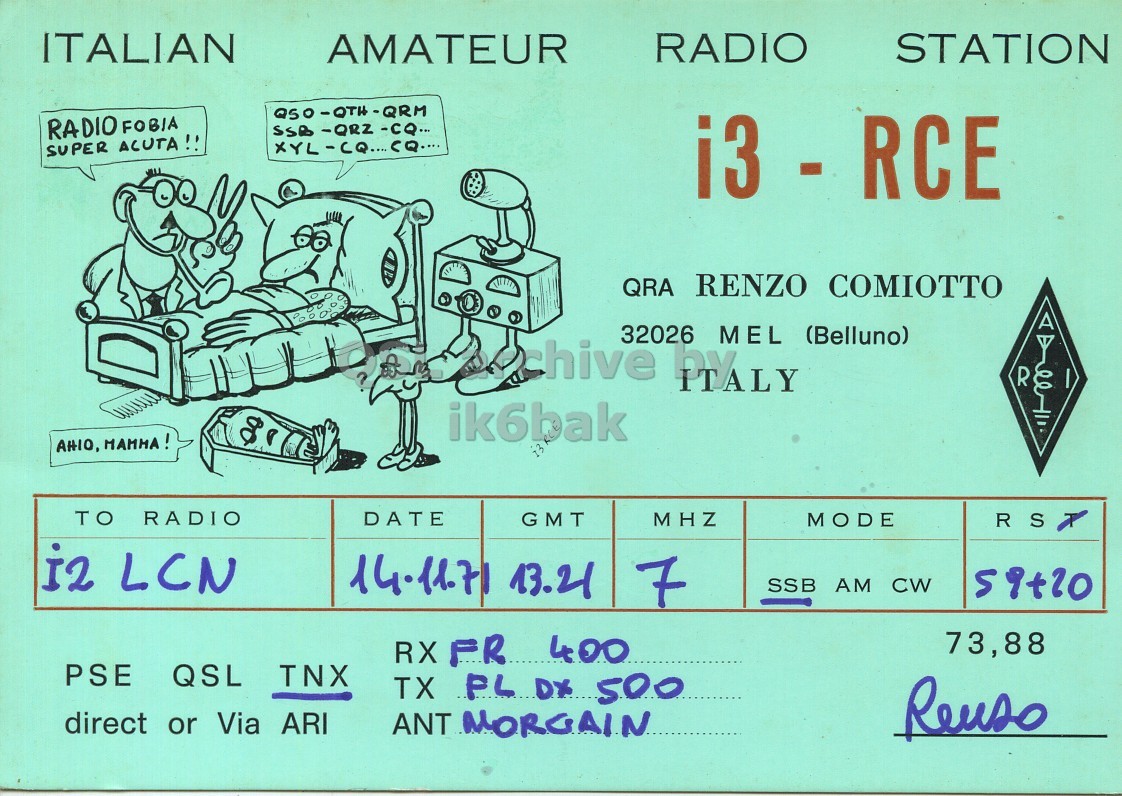 ITALIAN AMATEUR RADIO STATION
RADIOFOBIA
SUPER ACUTA!!
QSO-QTH-QRM
SSB-QRZ-CQ...
XYL-CQ....CQ....
i3 - RCE
QRA RENZO COMIOTTO
32026 MEL (Belluno)
ITALY
A
R E I
QSL archive by
ik6bak
AHIO, MAMMA!
i3RCE
TO RADIO DATE GMT MHZ MODE RST
i2 LCN 14.11.71 13.21 7 SSB AM CW 59+20
PSE QSL TNX
direct or Via ARI
RX FR 400
TX FL DX 500
ANT MORGAIN
73,88
Renzo